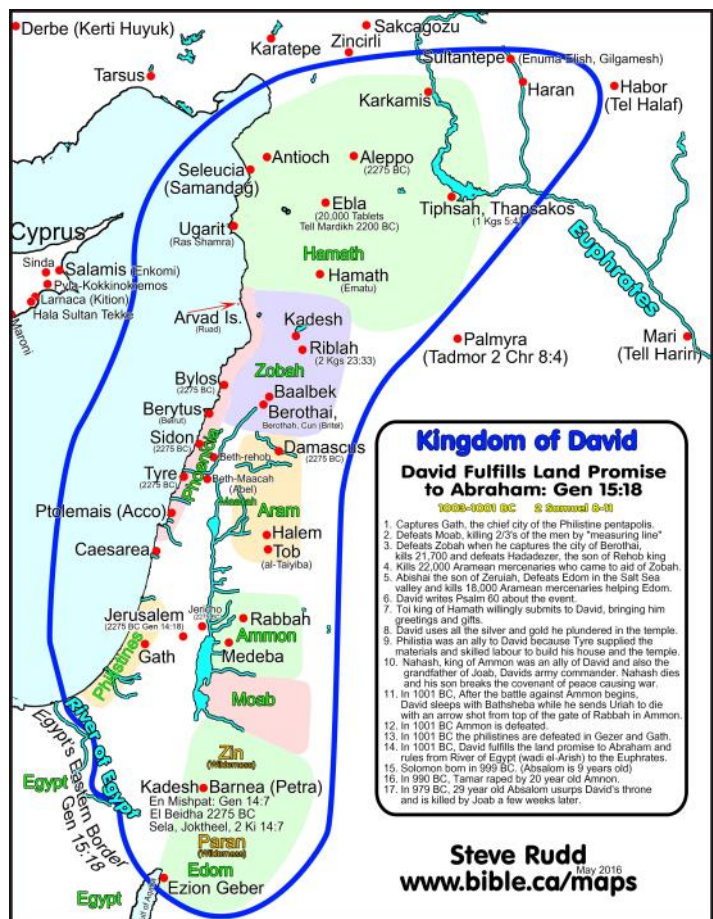 Derbe (Kerti Huyuk)
Sakcagozu
Karatepe
Zincirli
Sultantepe
(Enuma Elish, Gilgamesh)
Tarsus
Karkamis
Haran
Habor
(Tel Halaf)
Seleucia
(Samandag)
Antioch
Aleppo
(2275 BC)
Ebla
(20,000 Tablets
Tell Mardikh 2200 BC)
Tiphsah, Thapsakos
(1 Kgs 5:4)
Ugarit
(Ras Shamra)
Hamath
Hamath
(Ematu)
Euphrates
Cyprus
Sinda
Salamis (Enkomi)
Pyla-Kokkinokremos
Larnaca (Kition)
Hala Sultan Tekke
Maroni
Arvad Is.
(Ruad)
Kadesh
Riblah
(2 Kgs 23:33)
Palmyra
(Tadmor 2 Chr 8:4)
Mari
(Tell Hariri)
Zobah
Bylos
(2275 BC)
Baalbek
Berothai,
Berothah, Cun (Britel)
Berytus
(Beirut)
Sidon
(2275 BC)
Phoenicia
Beth-rehob
Damascus
(2275 BC)
Tyre
(2275 BC)
Beth-Maacah
(Abel)
Maacah
Ptolemais (Acco)
Aram
Halem
Tob
(al-Taiyiba)
Caesarea
Jerusalem
(2275 BC Gen 14:18)
Jericho
Rabbah
Ammon
Medeba
Gath
Philistines
Moab
River of Egypt
Egypt's Eastern Border
Gen 15:18
Egypt
Zin
(Wilderness)
Kadesh Barnea (Petra)
En Mishpat: Gen 14:7
El Beidha 2275 BC
Sela, Joktheel, 2 Ki 14:7
Paran
(Wilderness)
Edom
Ezion Geber
Egypt
Kingdom of David
David Fulfills Land Promise
to Abraham: Gen 15:18
1003-1001 BC 2 Samuel 8-11
1. Captures Gath, the chief city of the Philistine pentapolis.
2. Defeats Moab, killing 2/3's of the men by "measuring line"
3. Defeats Zobah when he captures the city of Berothai,
kills 21,700 and defeats Hadadezer, the son of Rehob king
4. Kills 22,000 Aramean mercenaries who came to aid of Zobah.
5. Abishai the son of Zeruiah, Defeats Edom in the Salt Sea
valley and kills 18,000 Aramean mercenaries helping Edom.
6. David writes Psalm 60 about the event.
7. Toi king of Hamath willingly submits to David, bringing him
greetings and gifts.
8. David uses all the silver and gold he plundered in the temple.
9. Philistia was an ally to David because Tyre supplied the
materials and skilled labour to build his house and the temple.
10. Nahash, king of Ammon was an ally of David and also the
grandfather of Joab, Davids army commander. Nahash dies
and his son breaks the covenant of peace causing war.
11. In 1001 BC, After the battle against Ammon begins,
David sleeps with Bathsheba while he sends Uriah to die
with an arrow shot from top of the gate of Rabbah in Ammon.
12. In 1001 BC Ammon is defeated.
13. In 1001 BC the philistines are defeated in Gezer and Gath.
14. In 1001 BC, David fulfills the land promise to Abraham and
rules from River of Egypt (wadi el-Arish) to the Euphrates.
15. Solomon born in 999 BC. (Absalom is 9 years old)
16. In 990 BC, Tamar raped by 20 year old Amnon.
17. In 979 BC, 29 year old Absalom usurps David's throne
and is killed by Joab a few weeks later.
Steve Rudd
May 2016
www.bible.ca/maps